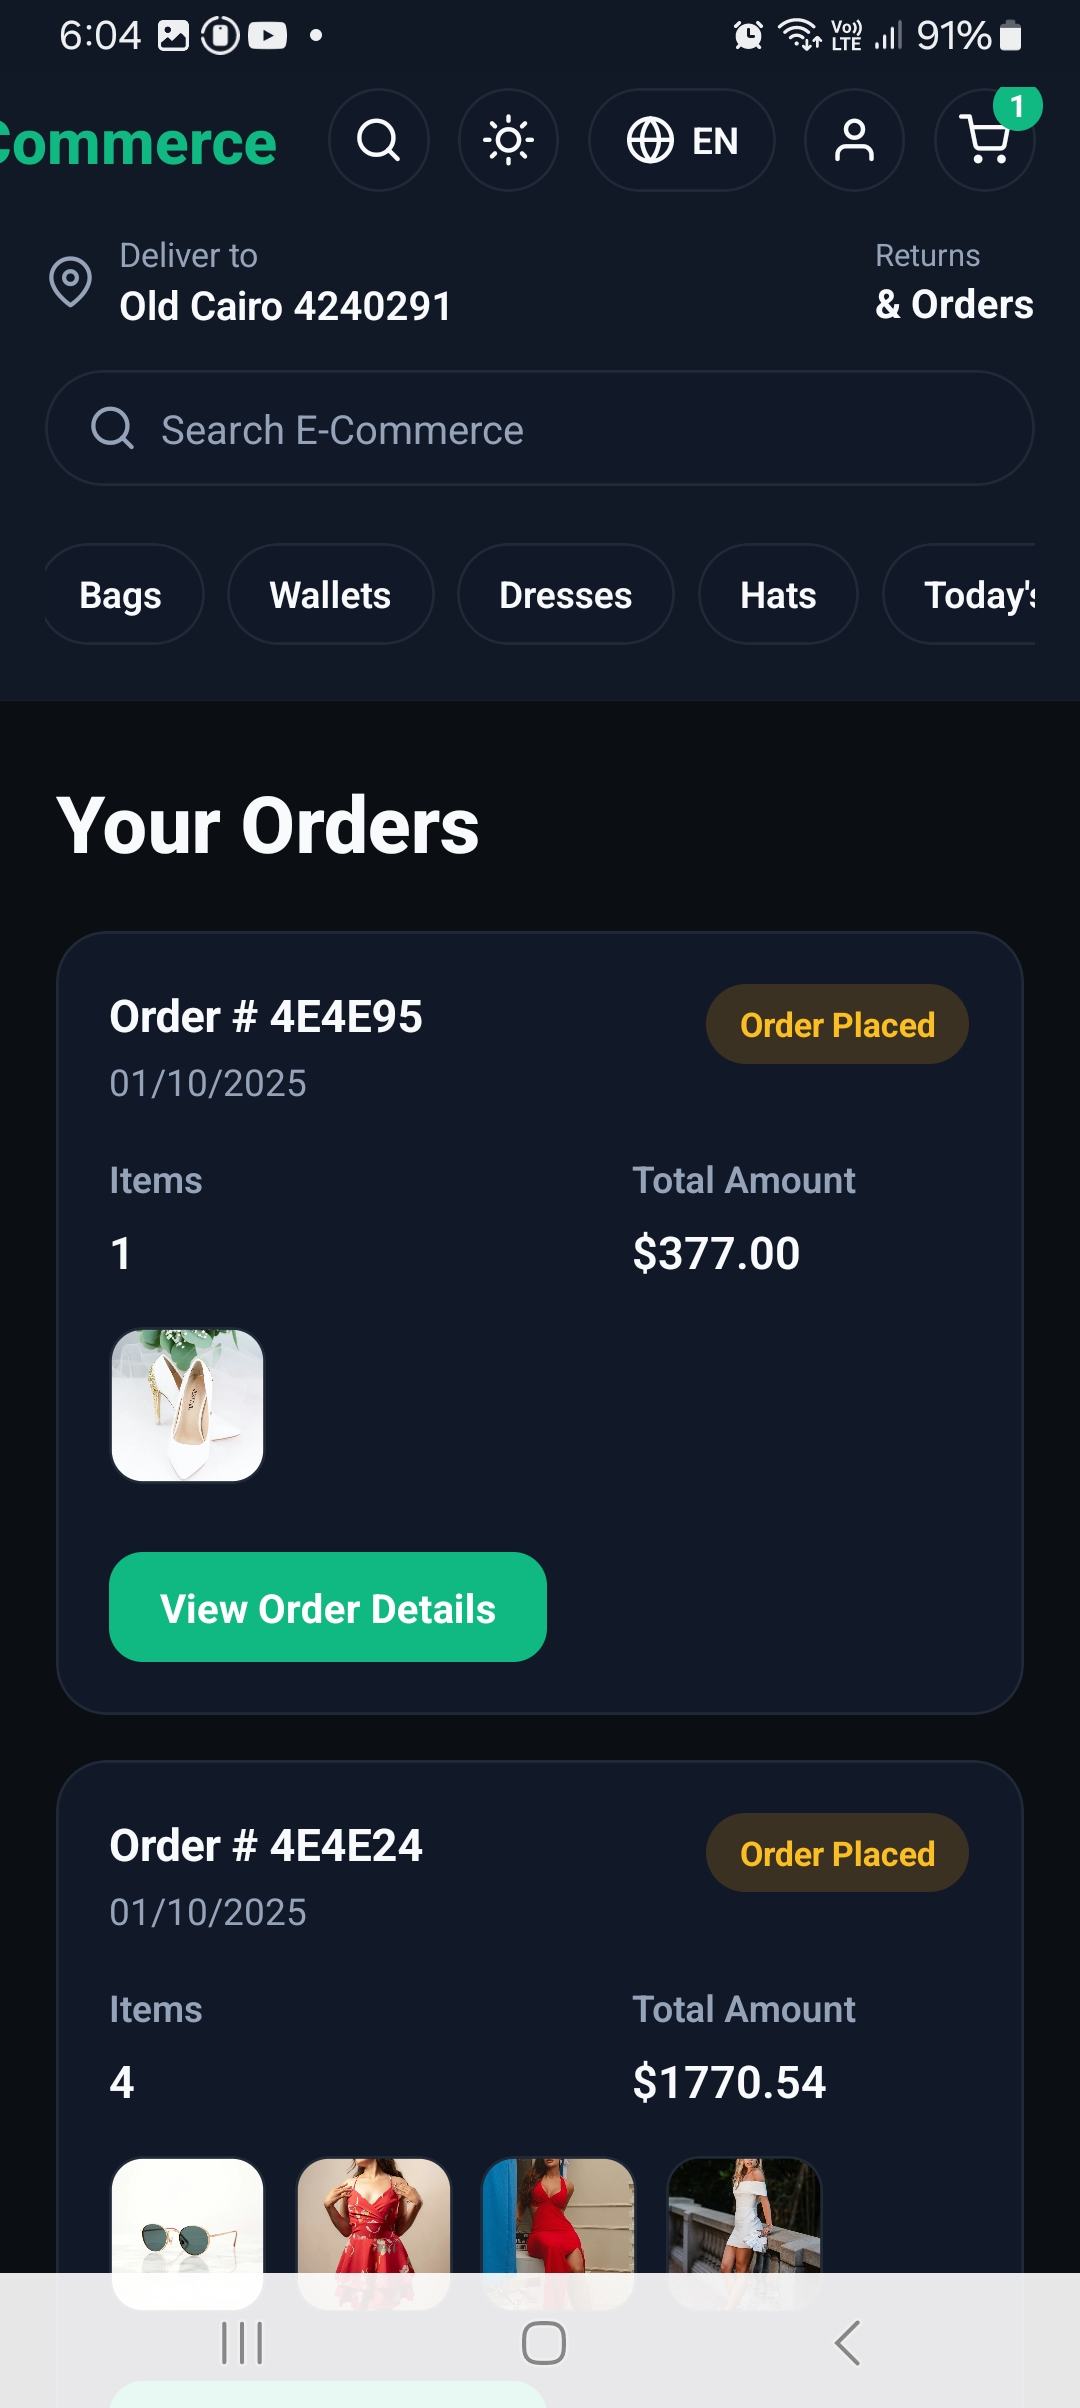 6:04
Vo)) LTE
91%
Commerce
EN
1
Deliver to
Old Cairo 4240291
Returns
& Orders
Search E-Commerce
Bags
Wallets
Dresses
Hats
Today's
Your Orders
Order # 4E4E95
Order Placed
01/10/2025
Items
Total Amount
1
$377.00
View Order Details
Order # 4E4E24
Order Placed
01/10/2025
Items
Total Amount
4
$1770.54